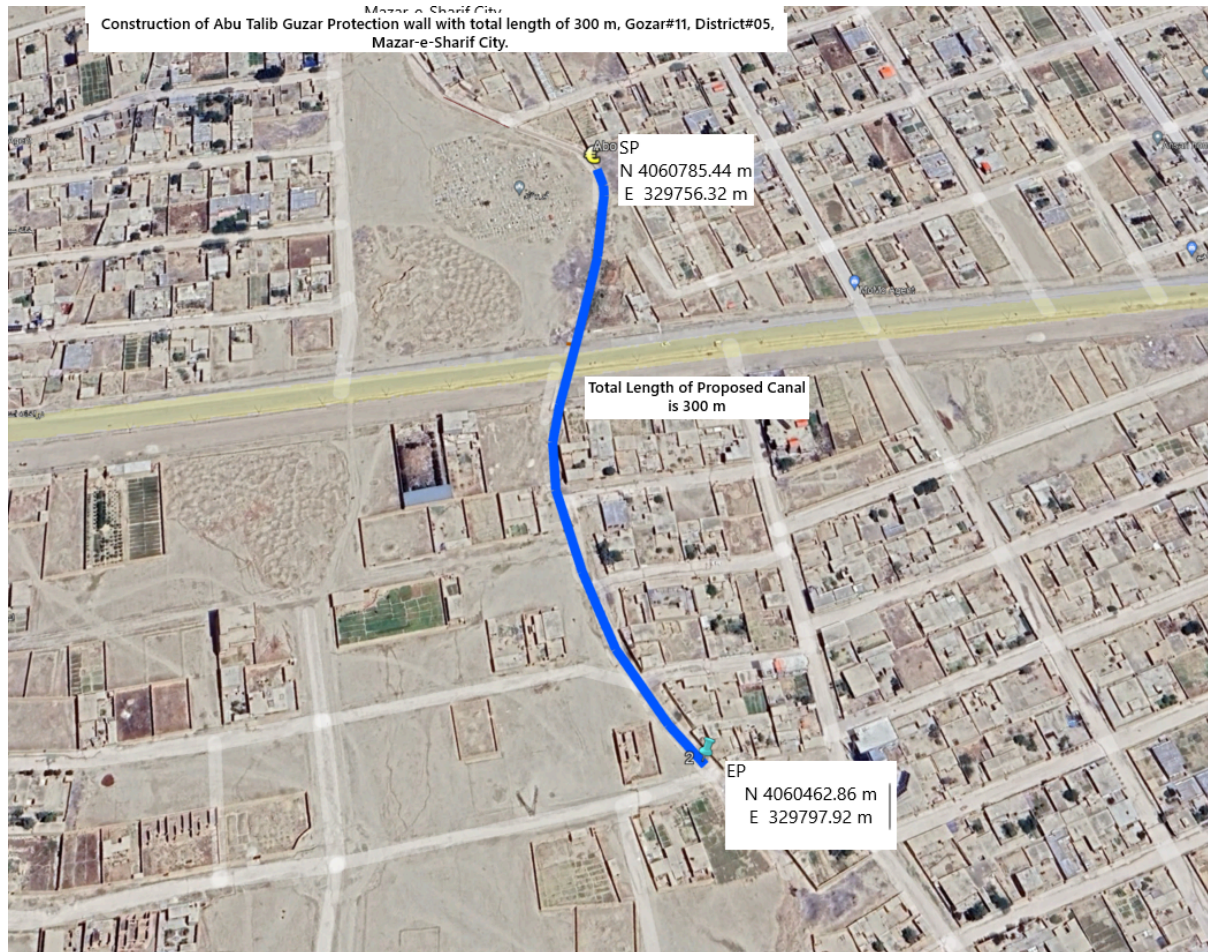 Mazar-e-Sharif City
Construction of Abu Talib Guzar Protection wall with total length of 300 m, Gozar#11, District#05,
Mazar-e-Sharif City.
Abo
SP
N 4060785.44 m
E 329756.32 m
Total Length of Proposed Canal
is 300 m
2
EP
N 4060462.86 m
E 329797.92 m